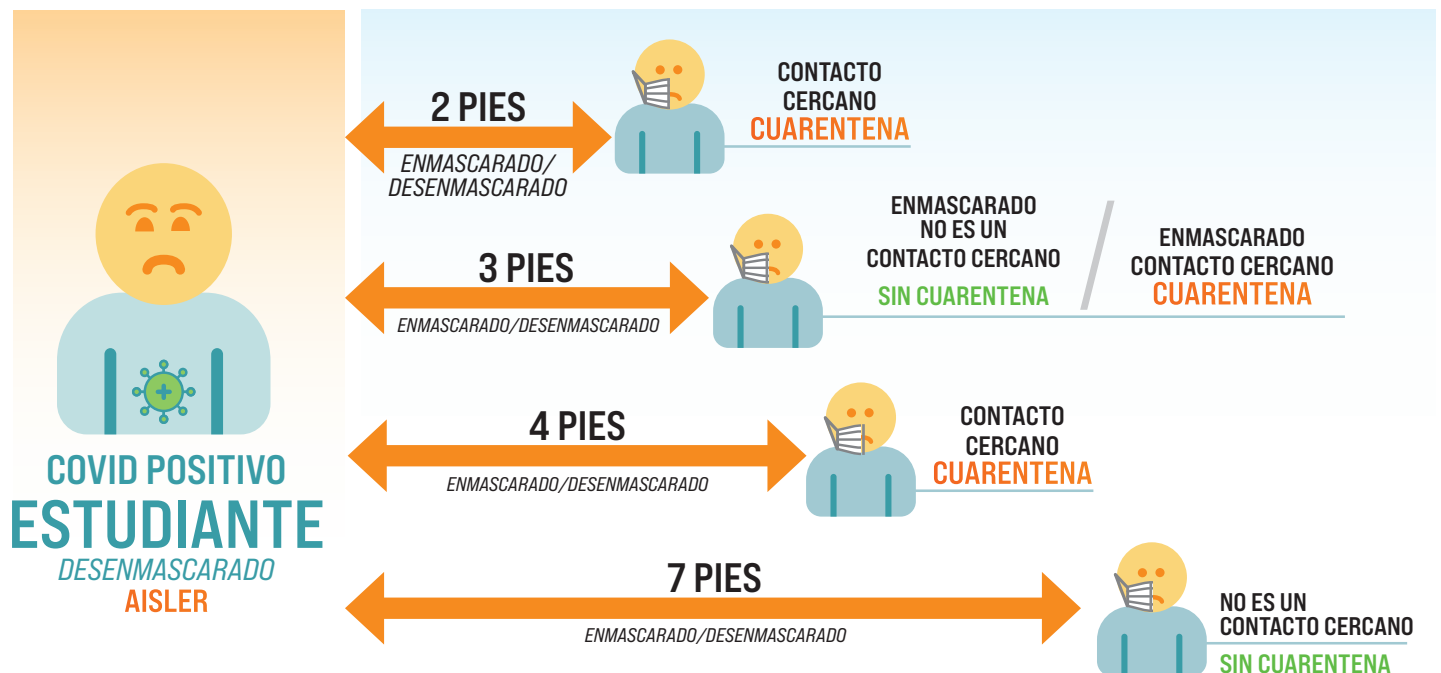 COVID POSITIVO
ESTUDIANTE
DESENMASCARADO
AISLER
2 PIES
ENMASCARADO/
DESENMASCARADO
CONTACTO
CERCANO
CUARENTENA
3 PIES
ENMASCARADO/DESENMASCARADO
ENMASCARADO
NO ES UN
CONTACTO CERCANO
SIN CUARENTENA
ENMASCARADO
CONTACTO CERCANO
CUARENTENA
4 PIES
ENMASCARADO/DESENMASCARADO
CONTACTO
CERCANO
CUARENTENA
7 PIES
ENMASCARADO/DESENMASCARADO
NO ES UN
CONTACTO CERCANO
SIN CUARENTENA